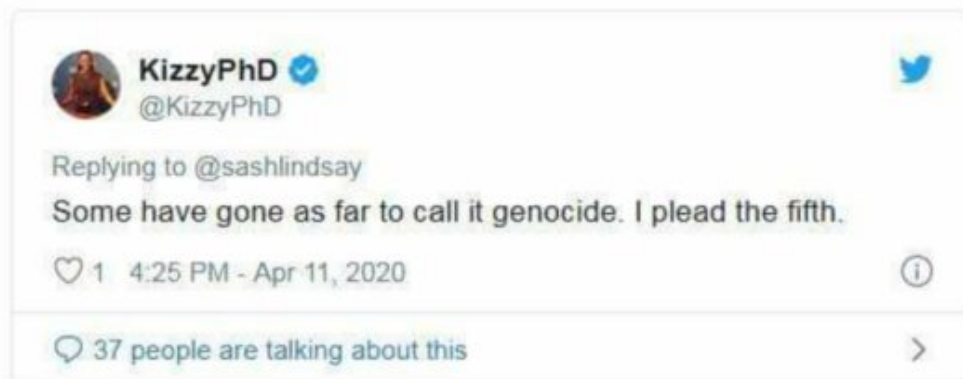 KizzyPhD
@KizzyPhD
Replying to @sashlindsay
Some have gone as far to call it genocide. I plead the fifth.
1 4:25 PM - Apr 11, 2020
37 people are talking about this